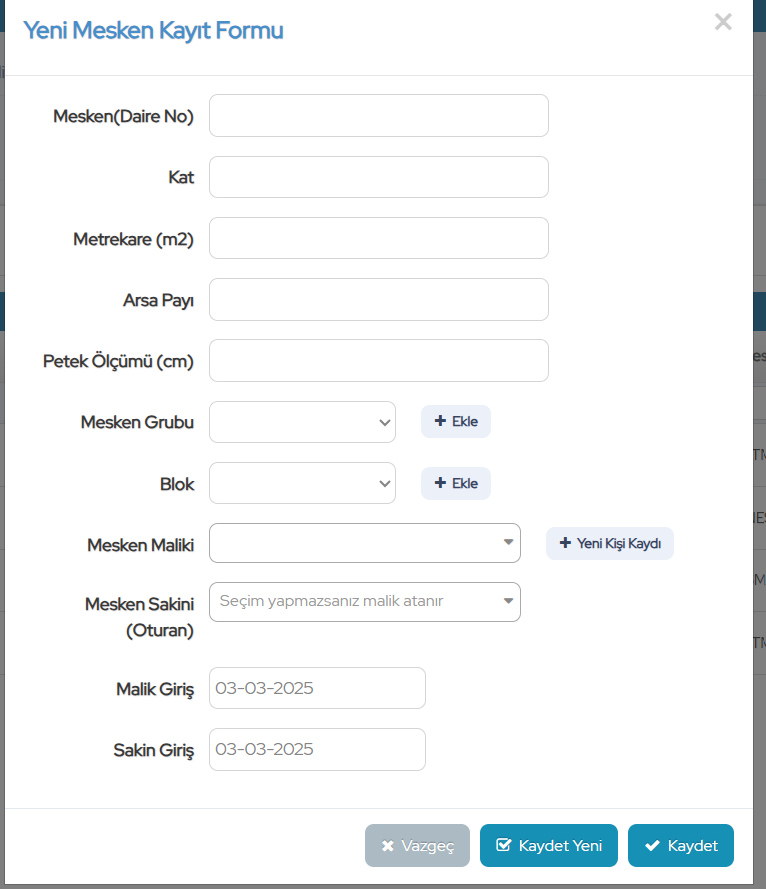 Yeni Mesken Kayıt Formu
Mesken(Daire No)
Kat
Metrekare (m2)
Arsa Payı
Petek Ölçümü (cm)
Mesken Grubu
Ekle
Blok
Ekle
Mesken Maliki
Yeni Kişi Kaydı
Mesken Sakini
(Oturan)
Seçim yapmazsanız malik atanır
Malik Giriş
03-03-2025
Sakin Giriş
03-03-2025
Vazgeç
Kaydet Yeni
Kaydet